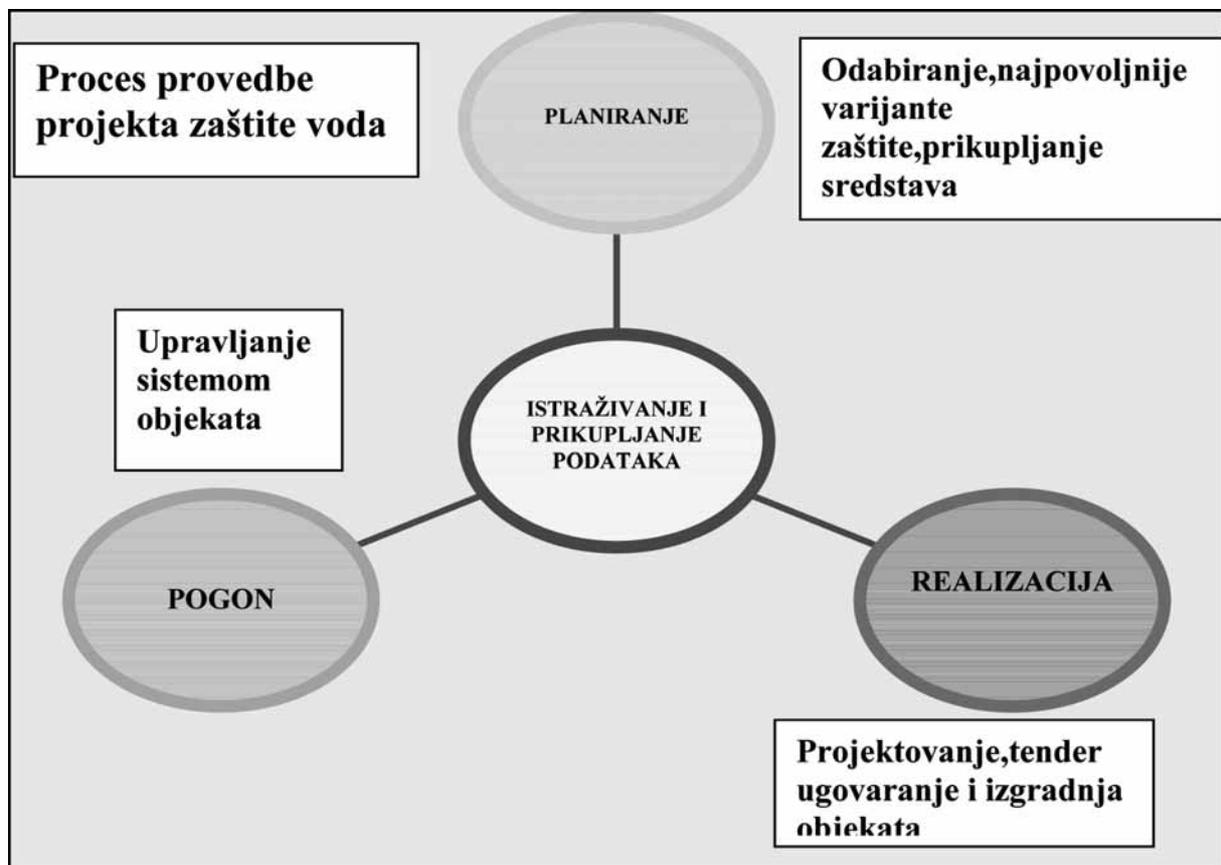 Proces provedbe
projekta zaštite voda
PLANIRANJE
Odabiranje,najpovoljnije
varijante
zaštite,prikupljanje
sredstava
Upravljanje
sistemom
objekata
ISTRAŽIVANJE I
PRIKUPLJANJE
PODATAKA
POGON
REALIZACIJA
Projektovanje,tender
ugovaranje i izgradnja
objekata